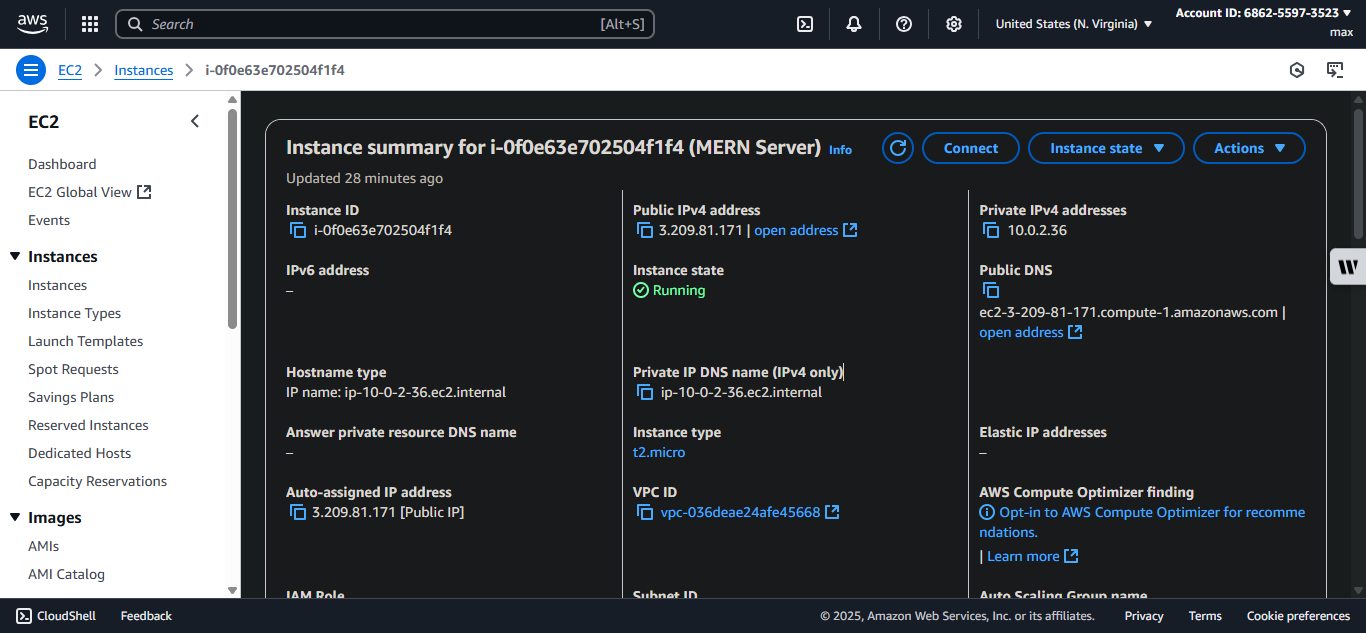 aws
Search
[Alt+S]
United States (N. Virginia)
Account ID: 6862-5597-3523
max
EC2
Instances
i-0f0e63e702504f1f4
EC2
Dashboard
EC2 Global View
Events
Instances
Instances
Instance Types
Launch Templates
Spot Requests
Savings Plans
Reserved Instances
Dedicated Hosts
Capacity Reservations
Images
AMIs
AMI Catalog
Instance summary for i-0f0e63e702504f1f4 (MERN Server) Info
Connect
Instance state
Actions
Updated 28 minutes ago
Instance ID
i-0f0e63e702504f1f4
Public IPv4 address
3.209.81.171 | open address
Private IPv4 addresses
10.0.2.36
IPv6 address
–
Instance state
Running
Public DNS
ec2-3-209-81-171.compute-1.amazonaws.com |
open address
Hostname type
IP name: ip-10-0-2-36.ec2.internal
Private IP DNS name (IPv4 only)
ip-10-0-2-36.ec2.internal
Answer private resource DNS name
–
Instance type
t2.micro
Elastic IP addresses
–
Auto-assigned IP address
3.209.81.171 [Public IP]
VPC ID
vpc-036deae24afe45668
AWS Compute Optimizer finding
Opt-in to AWS Compute Optimizer for recomme
ndations.
| Learn more
IAM Role
Subnet ID
Auto Scaling Group name
W
CloudShell
Feedback
© 2025, Amazon Web Services, Inc. or its affiliates.
Privacy
Terms
Cookie preferences